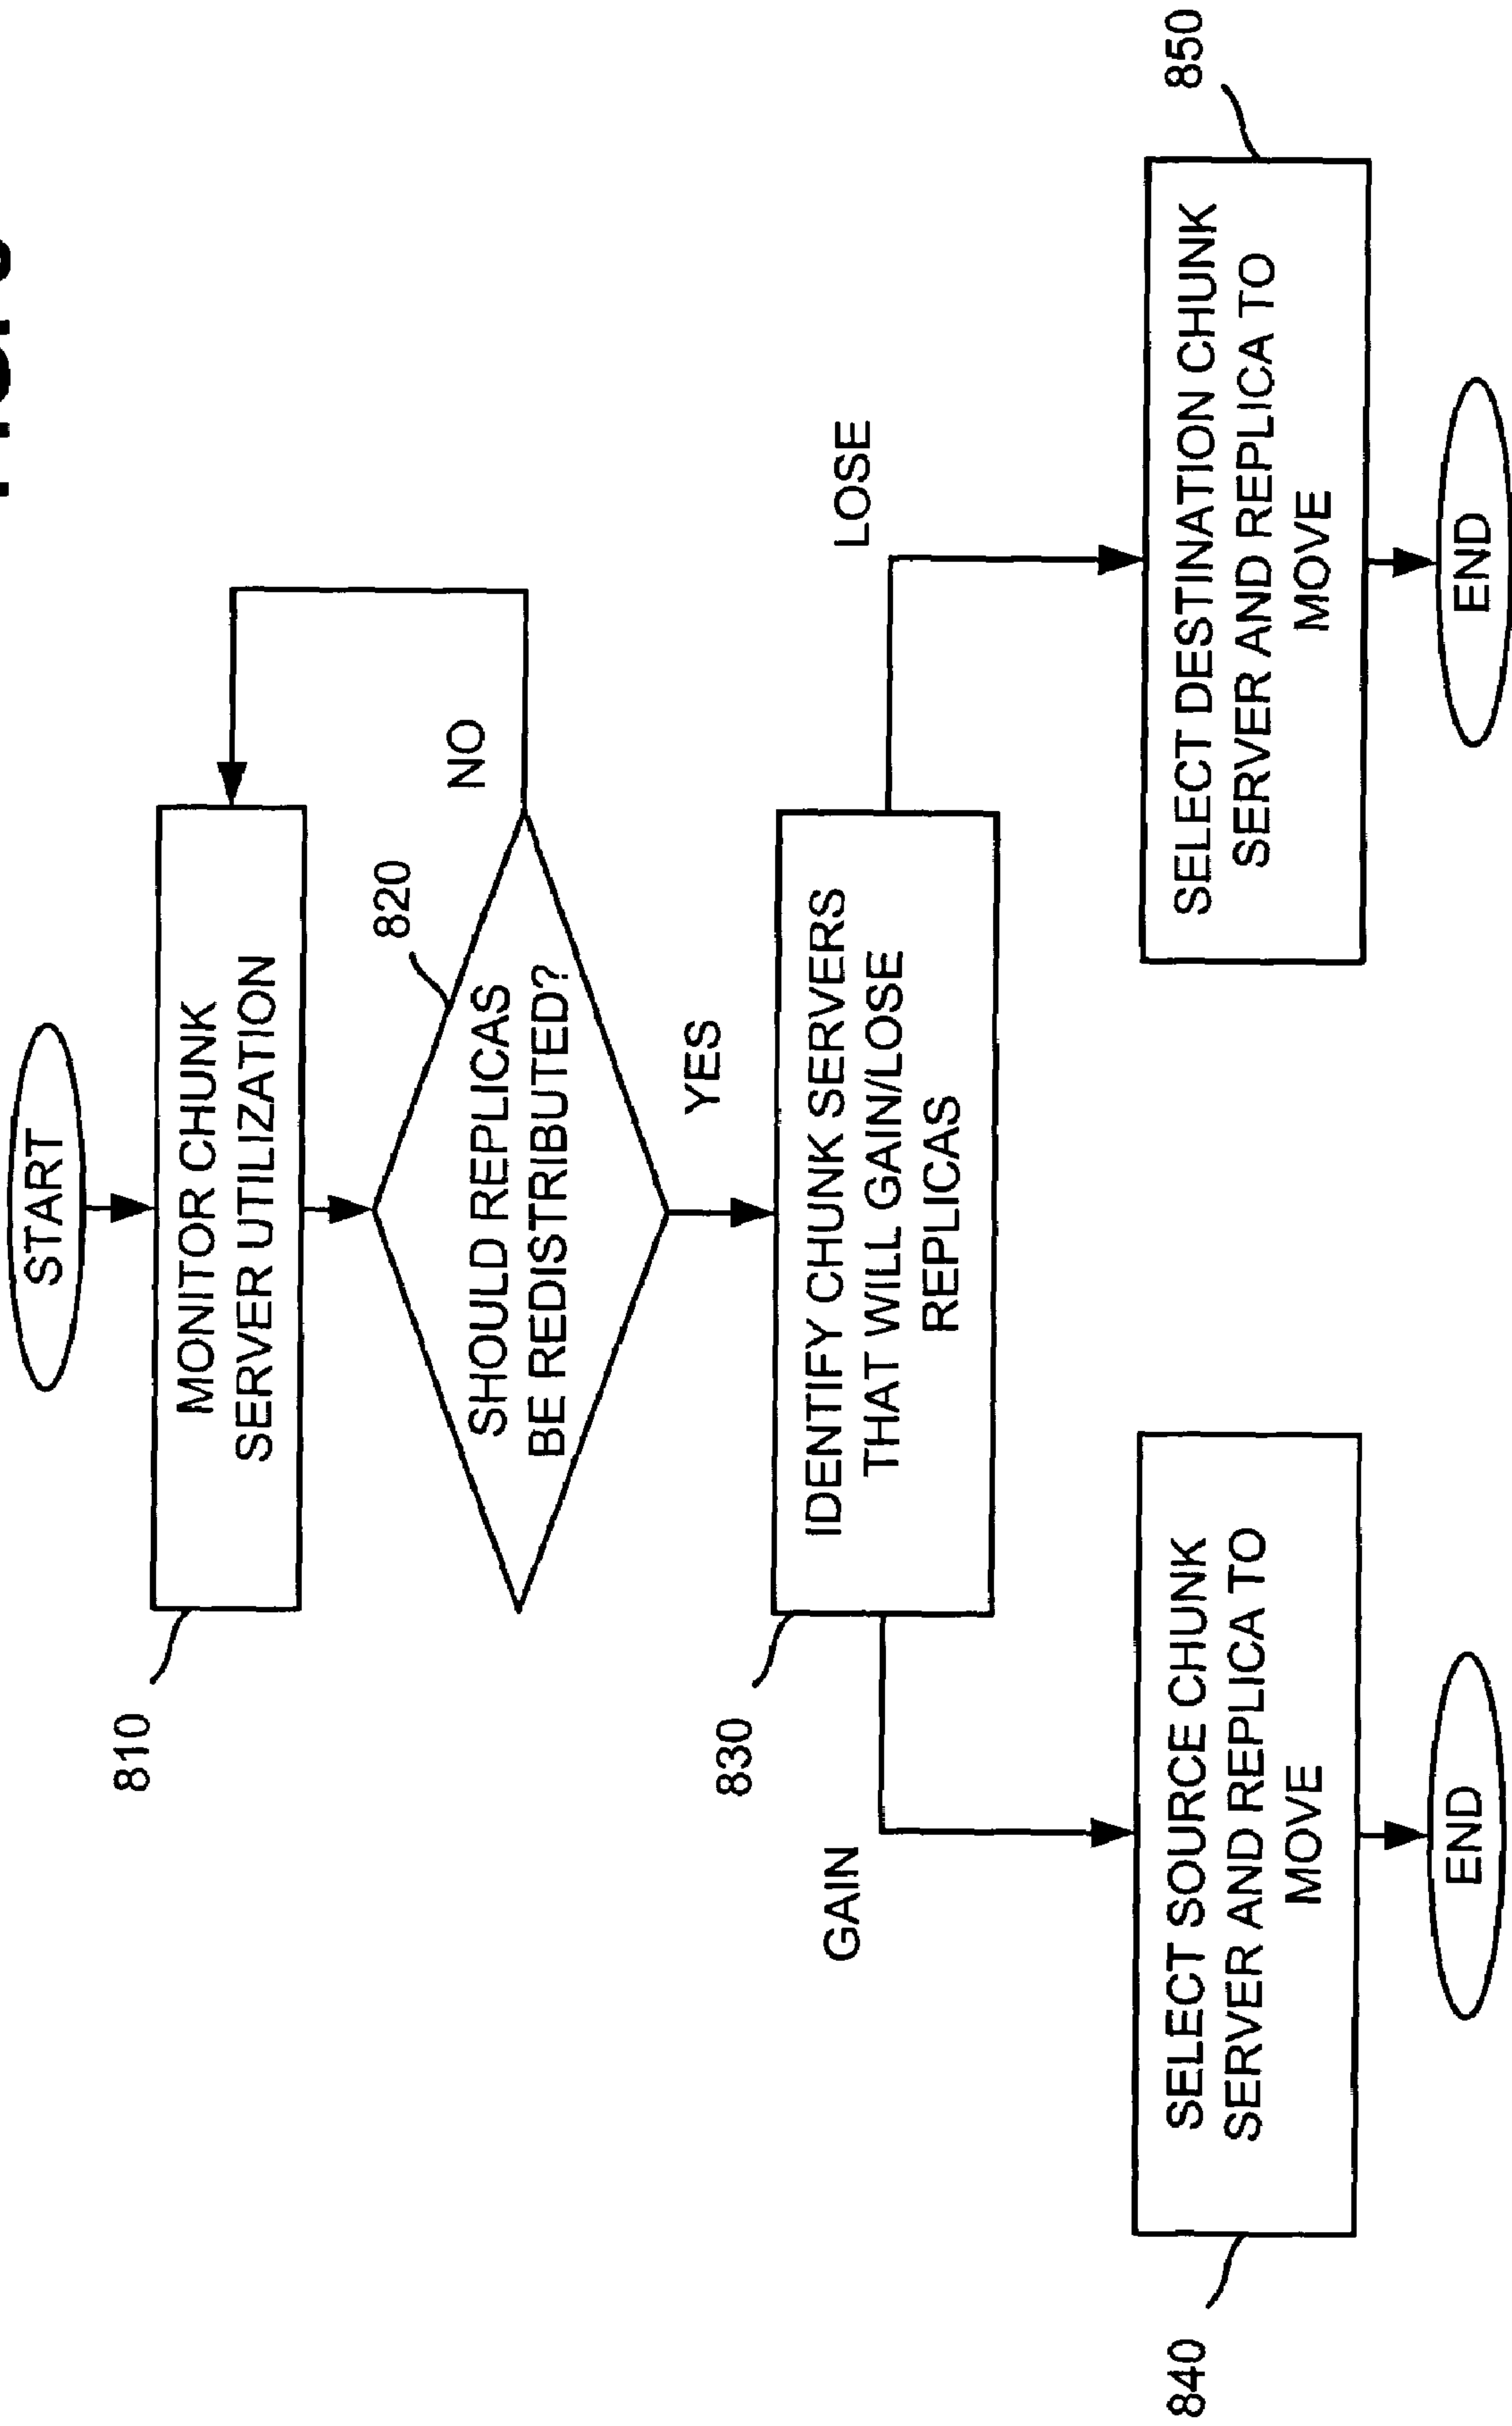 START
810
MONITOR CHUNK
SERVER UTILIZATION
820
SHOULD REPLICAS
BE REDISTRIBUTED?
NO
YES
830
IDENTIFY CHUNK SERVERS
THAT WILL GAIN/LOSE
REPLICAS
GAIN
LOSE
840
SELECT SOURCE CHUNK
SERVER AND REPLICA TO
MOVE
END
850
SELECT DESTINATION CHUNK
SERVER AND REPLICA TO
MOVE
END